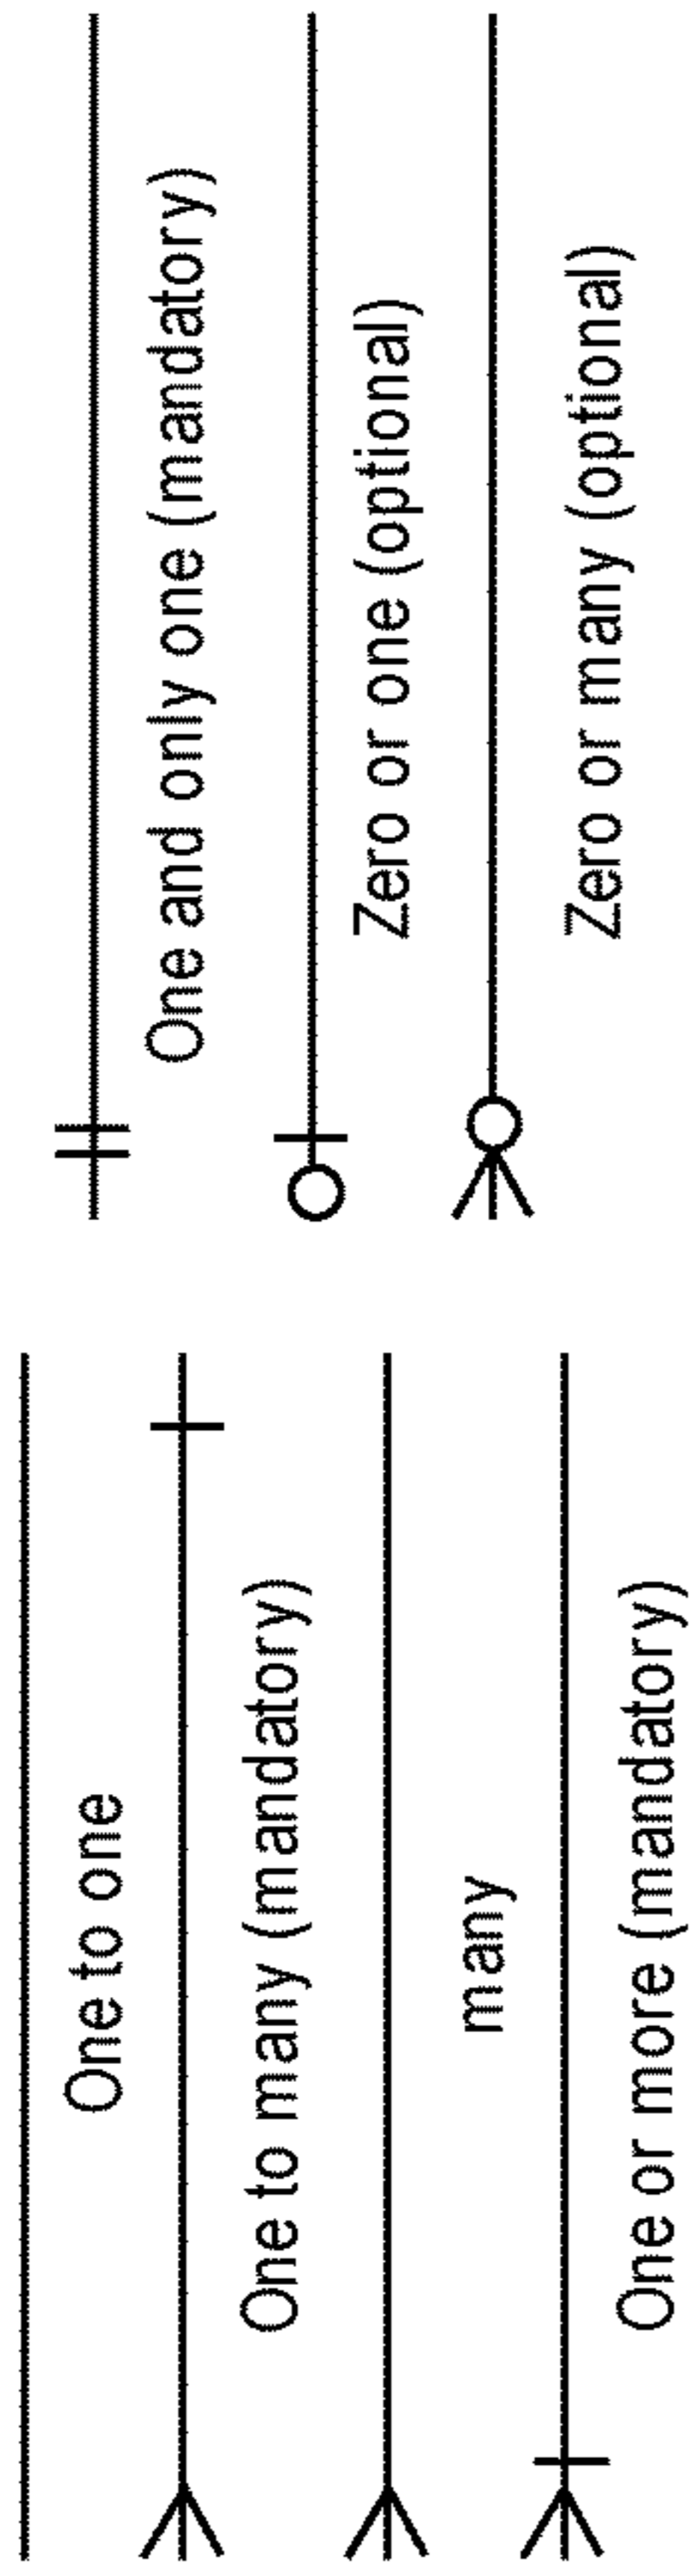 One to one
One to many (mandatory)
many
One or more (mandatory)
One and only one (mandatory)
Zero or one (optional)
Zero or many (optional)